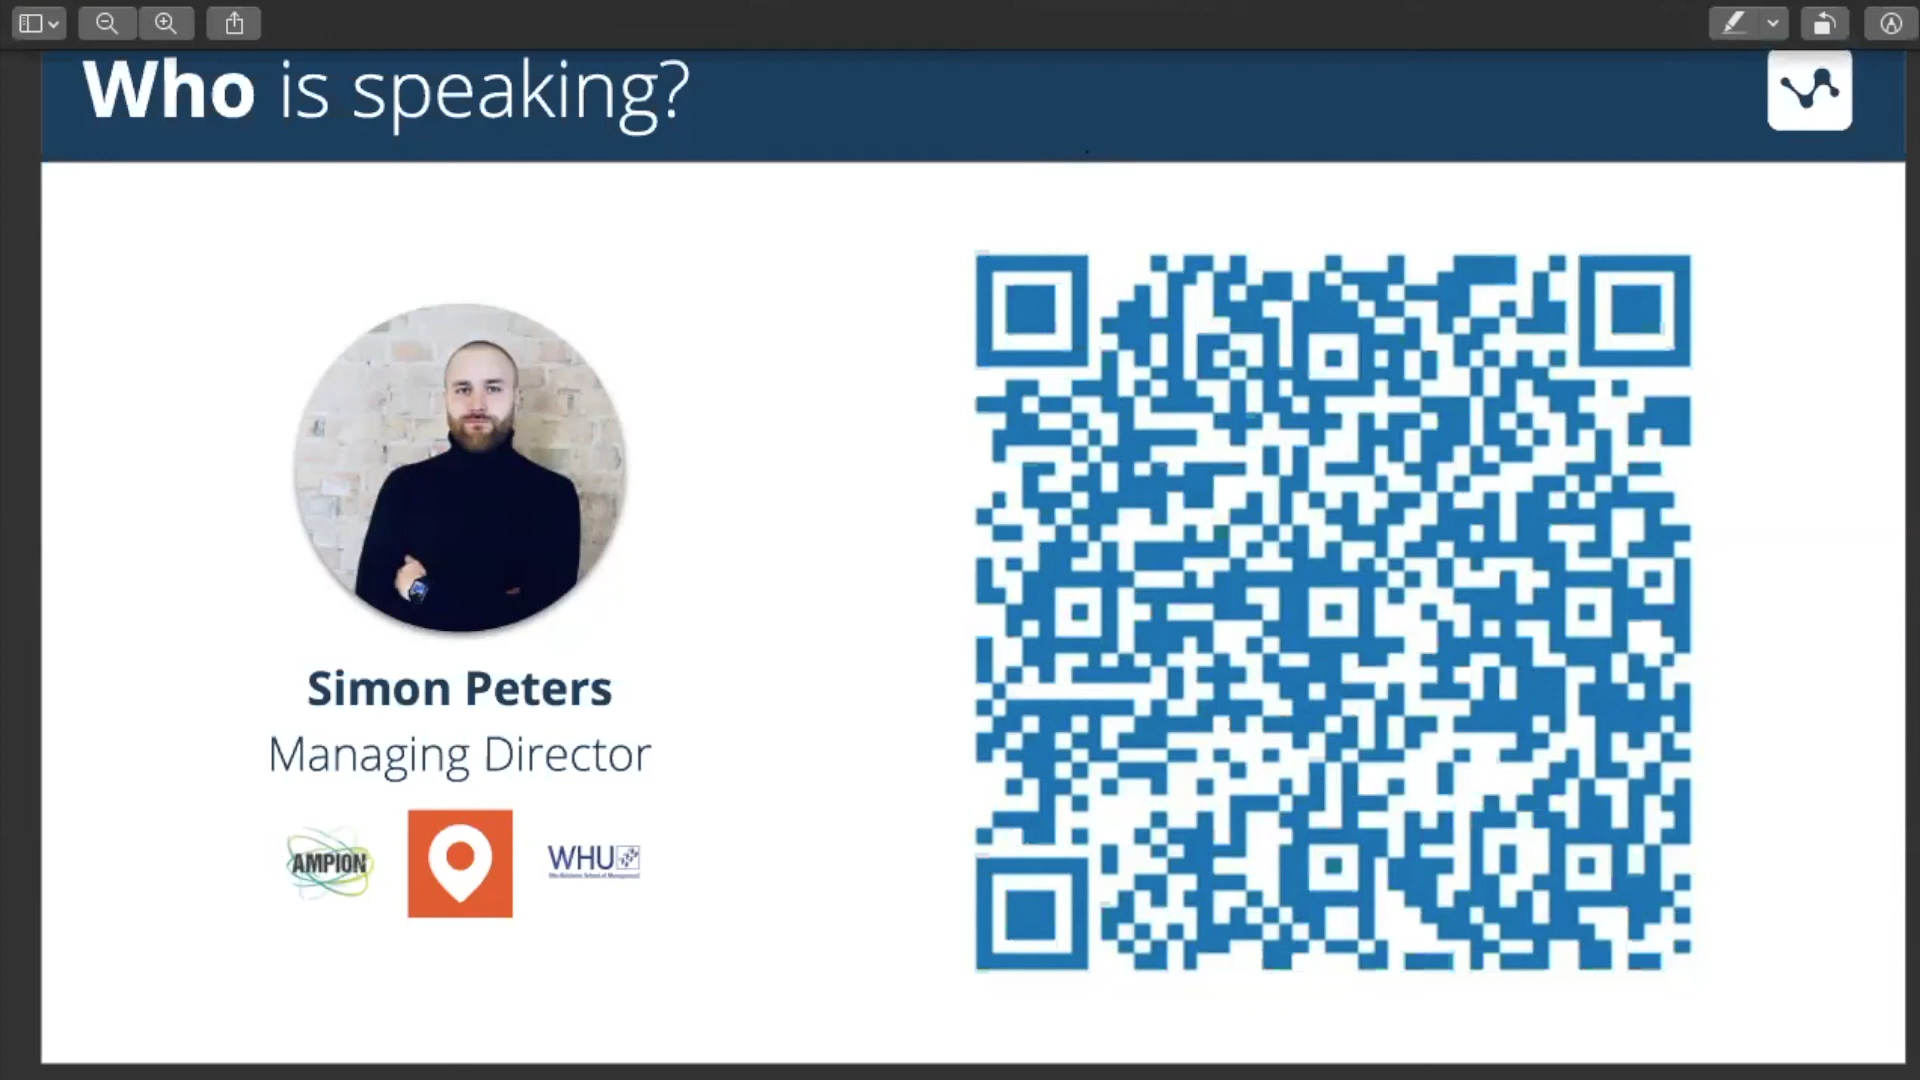 Who is speaking?
Simon Peters
Managing Director
AMPION
WHU